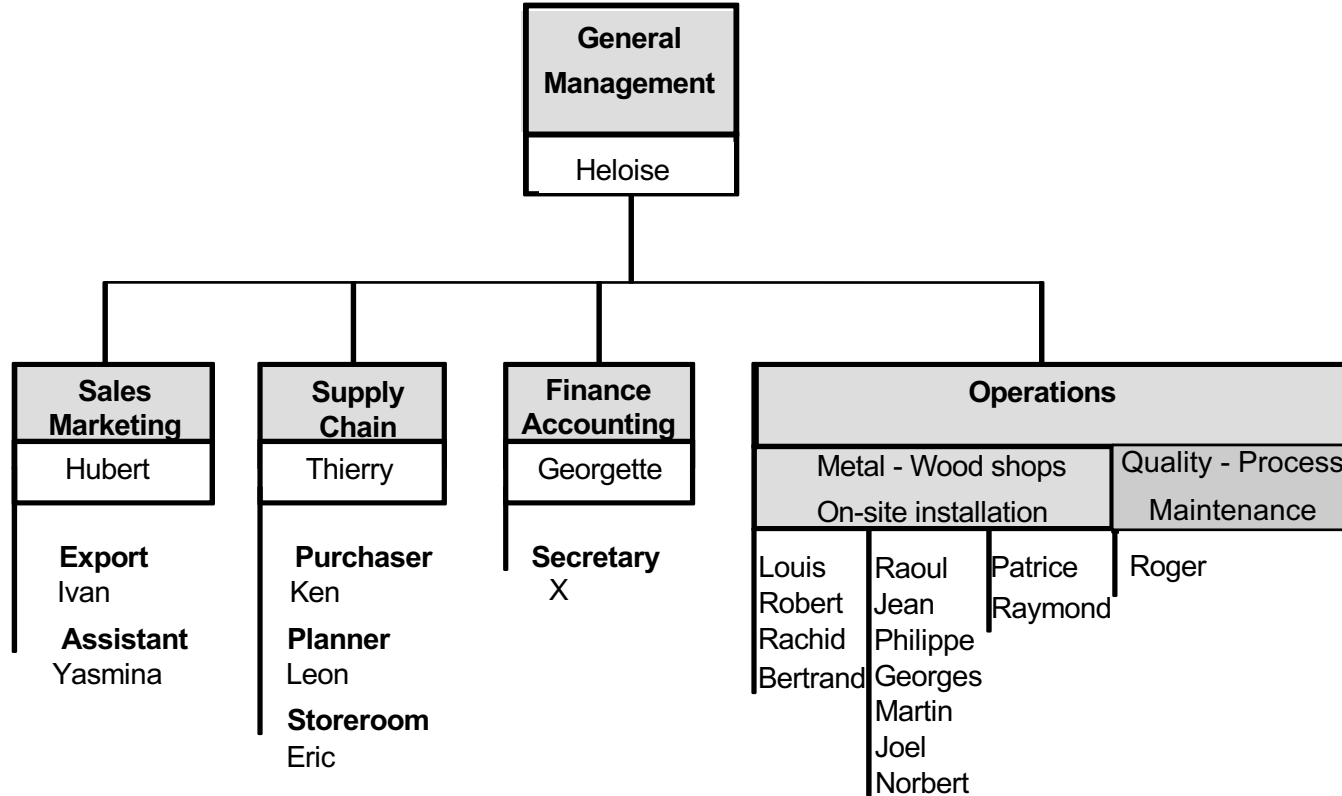 General
Management
Heloise
Sales
Marketing
Hubert
Export
Ivan
Assistant
Yasmina
Supply
Chain
Thierry
Purchaser
Ken
Planner
Leon
Storeroom
Eric
Finance
Accounting
Georgette
Secretary
X
Operations
Metal - Wood shops
On-site installation
Louis
Robert
Rachid
Bertrand
Raoul
Jean
Philippe
Georges
Martin
Joel
Norbert
Patrice
Raymond
Quality - Process
Maintenance
Roger